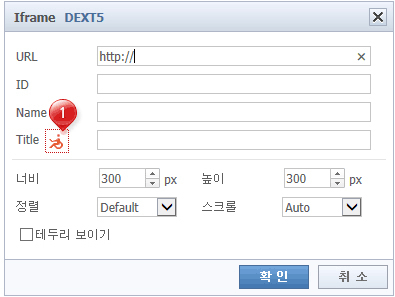 Iframe DEXT5
URL http://
ID
Name
1
Title
너비 300 px 높이 300 px
정렬 Default 스크롤 Auto
테두리 보이기
확 인 취 소